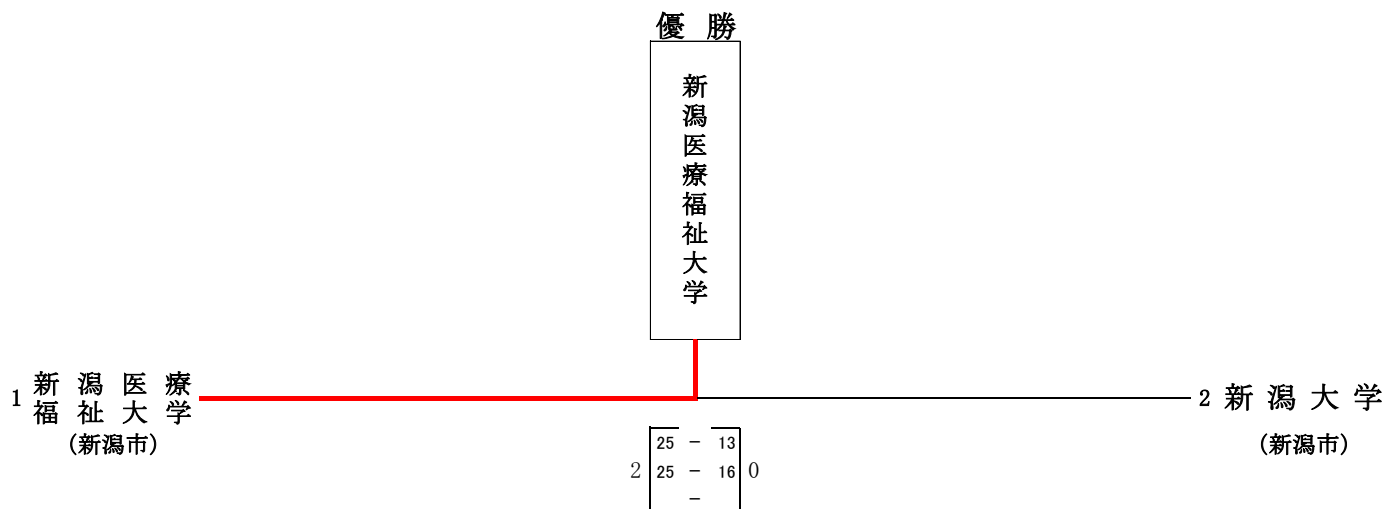 優勝
新潟医療福祉大学
1 新潟医療
福祉大学
(新潟市)
2 新潟大学
(新潟市)
25 - 13
2 25 - 16 0
-